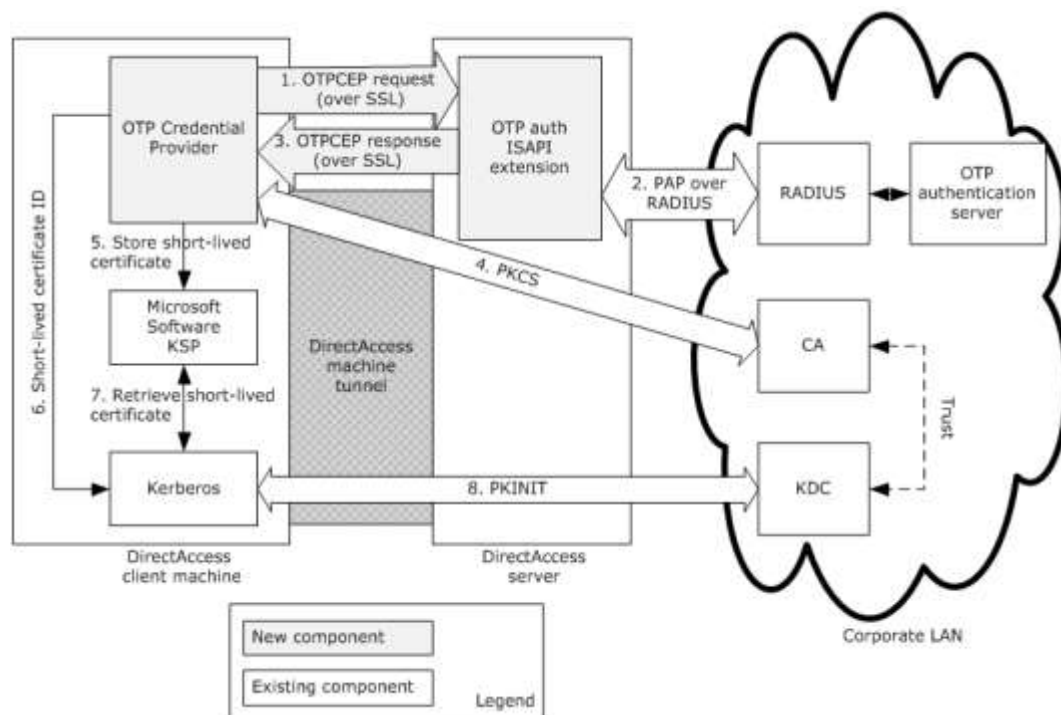 1. OTPCEP request
(over SSL)
OTP Credential
Provider
3. OTPCEP response
(over SSL)
OTP auth
ISAPI
extension
2. PAP over
RADIUS
RADIUS
OTP
authentication
server
5. Store short-lived
certificate
4. PKCS
6. Short-lived certificate ID
Microsoft
Software
KSP
DirectAccess
machine
tunnel
CA
7. Retrieve short-lived
certificate
Trust
Kerberos
8. PKINIT
KDC
DirectAccess
client machine
DirectAccess
server
Corporate LAN
New component
Existing component
Legend